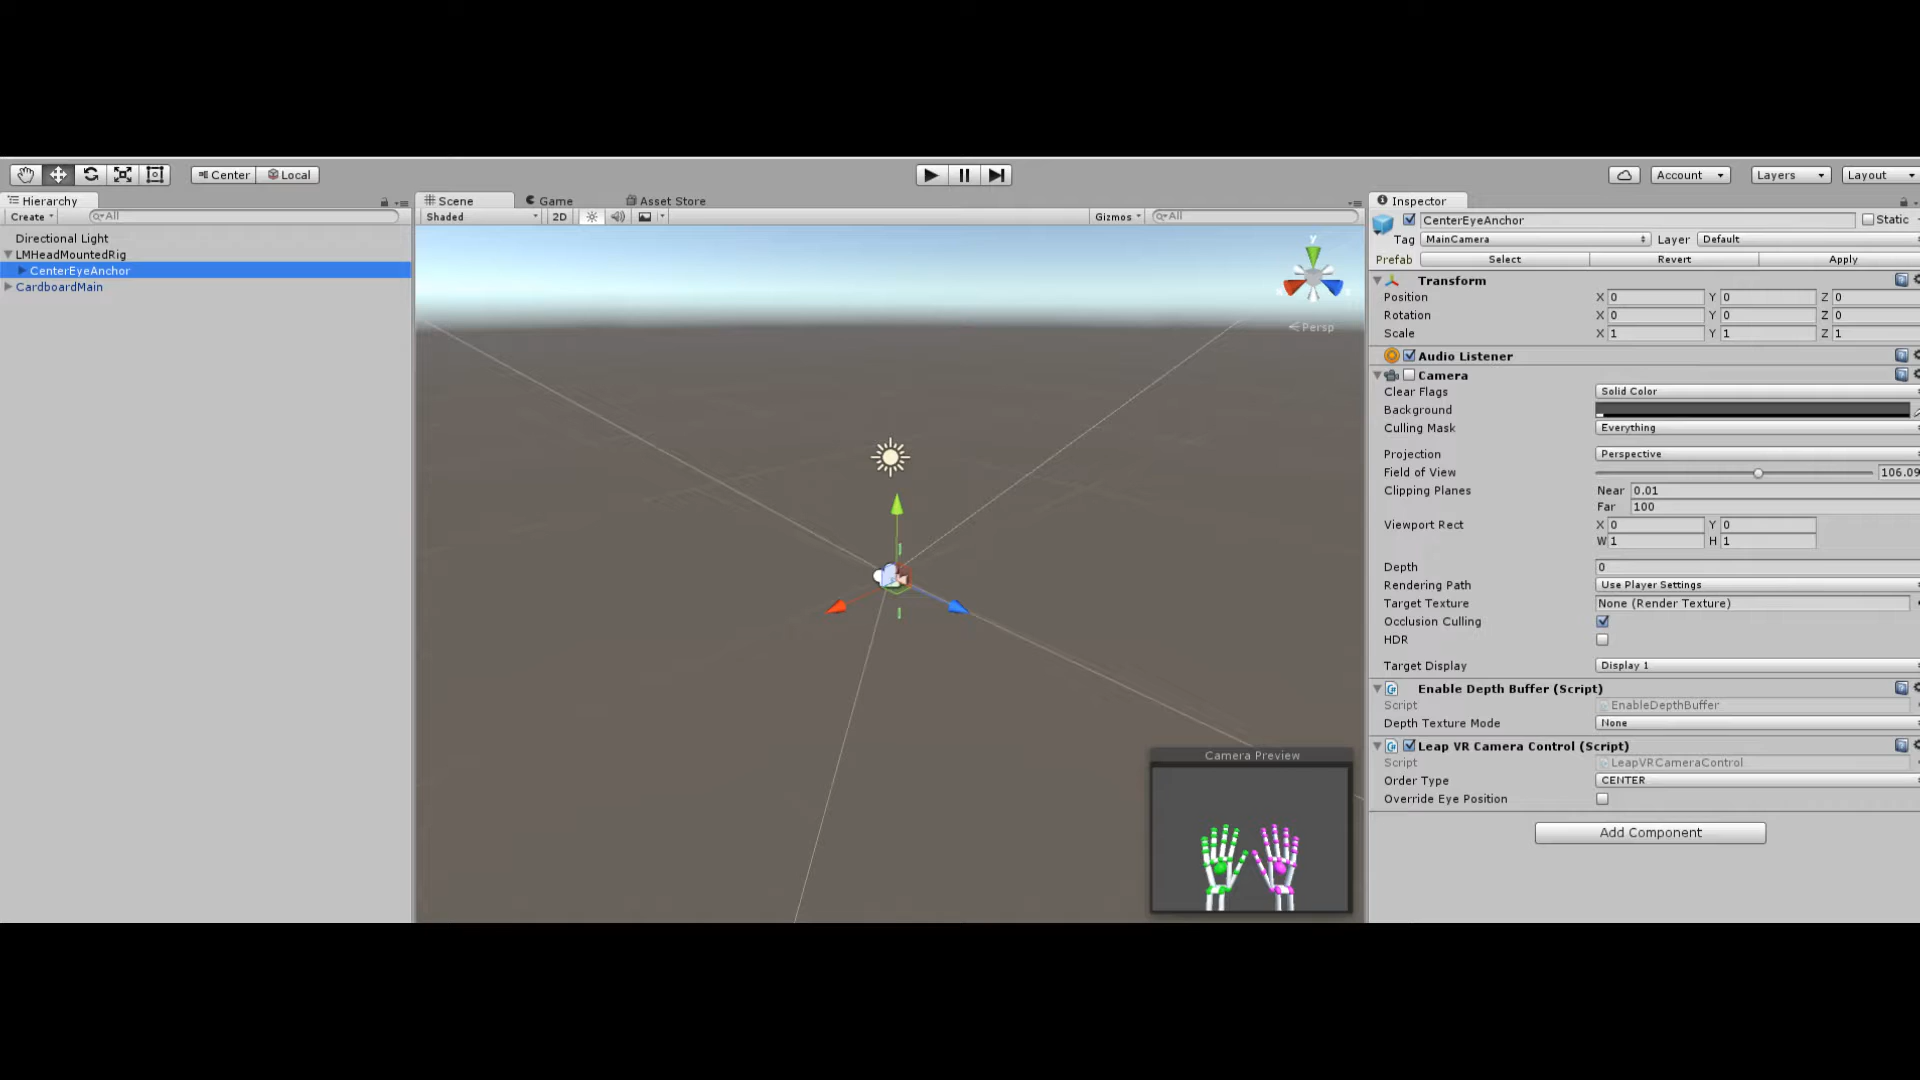 Center Local Account Layers Layout
Hierarchy Scene Game Asset Store Inspector
Create All Shaded 2D Gizmos All CenterEyeAnchor Static
Directional Light
LMHeadMountedRig
CenterEyeAnchor
CardboardMain
y
Persp
Camera Preview
Tag MainCamera Layer Default
Prefab Select Revert Apply
Transform
Position X 0 Y 0 Z 0
Rotation X 0 Y 0 Z 0
Scale X 1 Y 1 Z 1
Audio Listener
Camera
Clear Flags Solid Color
Background
Culling Mask Everything
Projection Perspective
Field of View 106.09
Clipping Planes Near 0.01
Far 100
Viewport Rect X 0 Y 0
W 1 H 1
Depth 0
Rendering Path Use Player Settings
Target Texture None (Render Texture)
Occlusion Culling
HDR
Target Display Display 1
Enable Depth Buffer (Script)
Script EnableDepthBuffer
Depth Texture Mode None
Leap VR Camera Control (Script)
Script LeapVRCameraControl
Order Type CENTER
Override Eye Position
Add Component